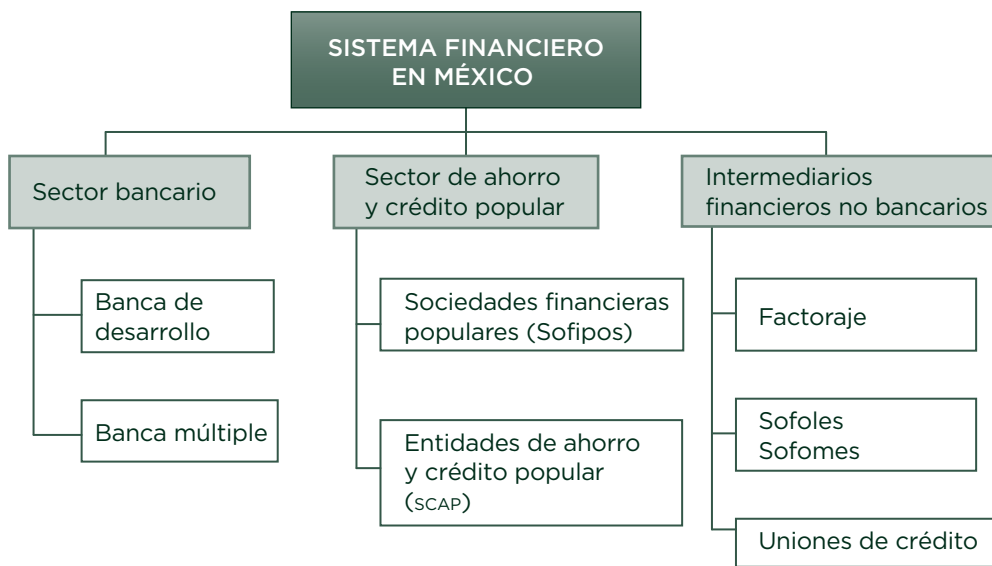 SISTEMA FINANCIERO
EN MÉXICO
Sector bancario
Banca de
desarrollo
Banca múltiple
Sector de ahorro
y crédito popular
Sociedades financieras
populares (Sofipos)
Entidades de ahorro
y crédito popular
(SCAP)
Intermediarios
financieros no bancarios
Factoraje
Sofoles
Sofomes
Uniones de crédito